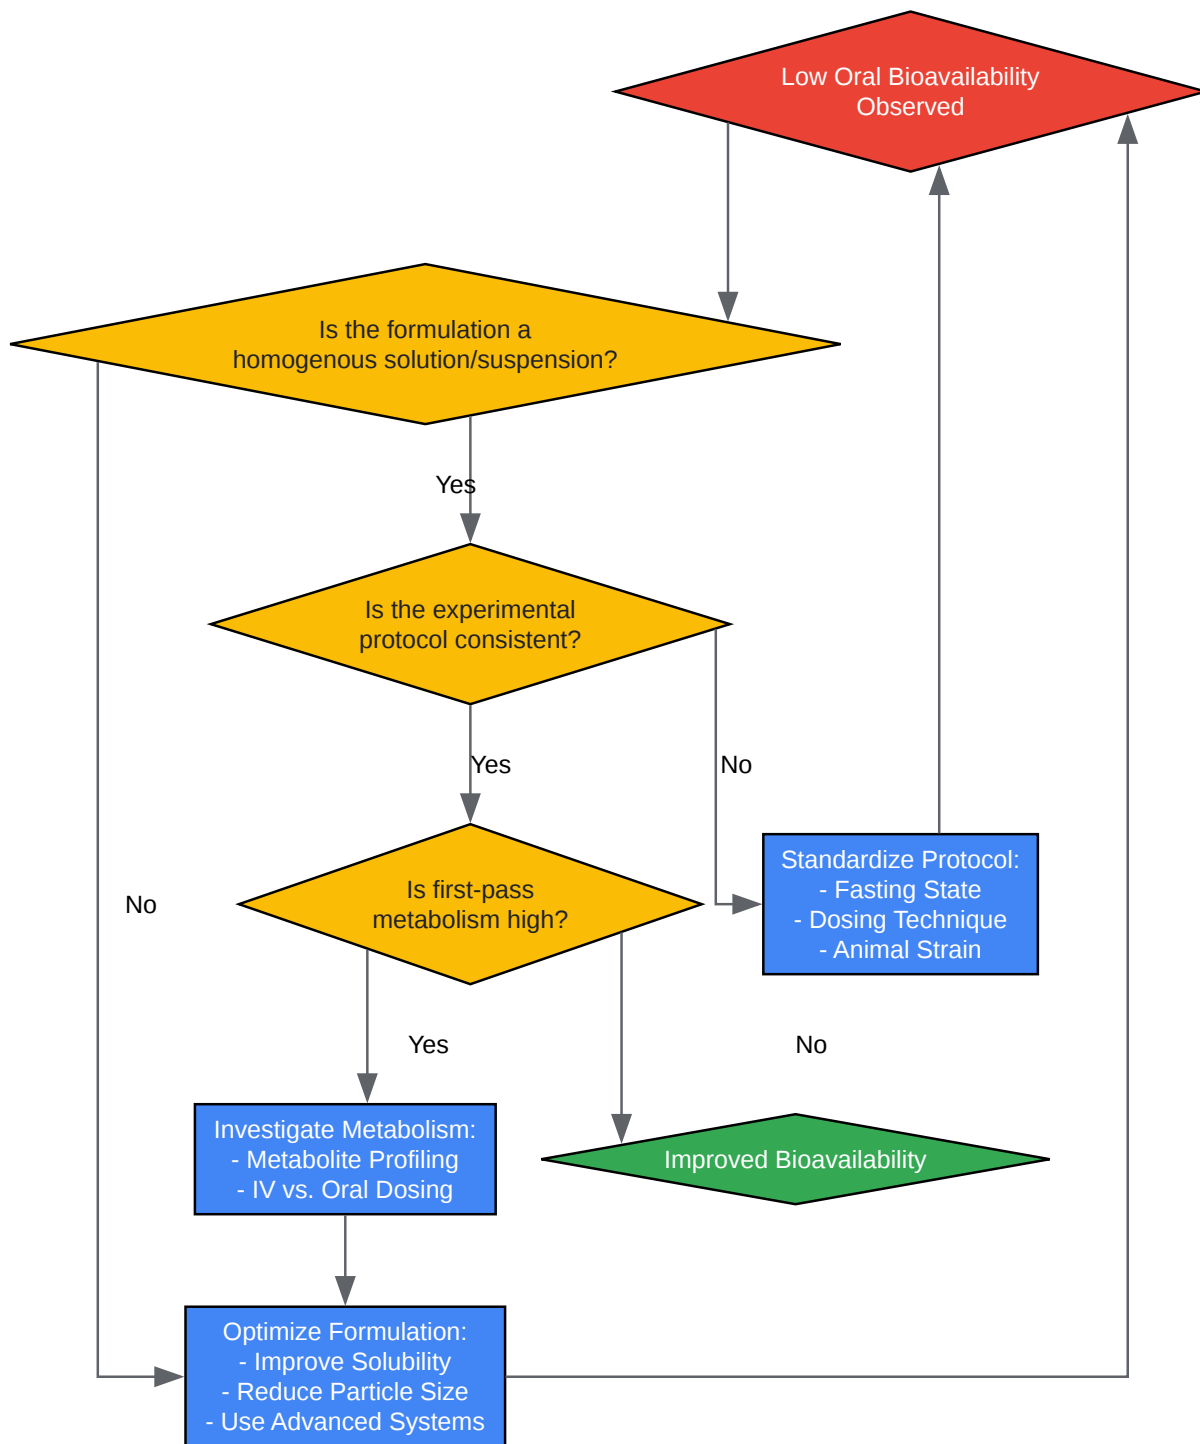 Low Oral Bioavailability
Observed
Is the formulation a
homogenous solution/suspension?
Yes
Is the experimental
protocol consistent?
Yes
No
Standardize Protocol:
- Fasting State
- Dosing Technique
- Animal Strain
Is first-pass
metabolism high?
No
Yes
No
Investigate Metabolism:
- Metabolite Profiling
- IV vs. Oral Dosing
Improved Bioavailability
Optimize Formulation:
- Improve Solubility
- Reduce Particle Size
- Use Advanced Systems